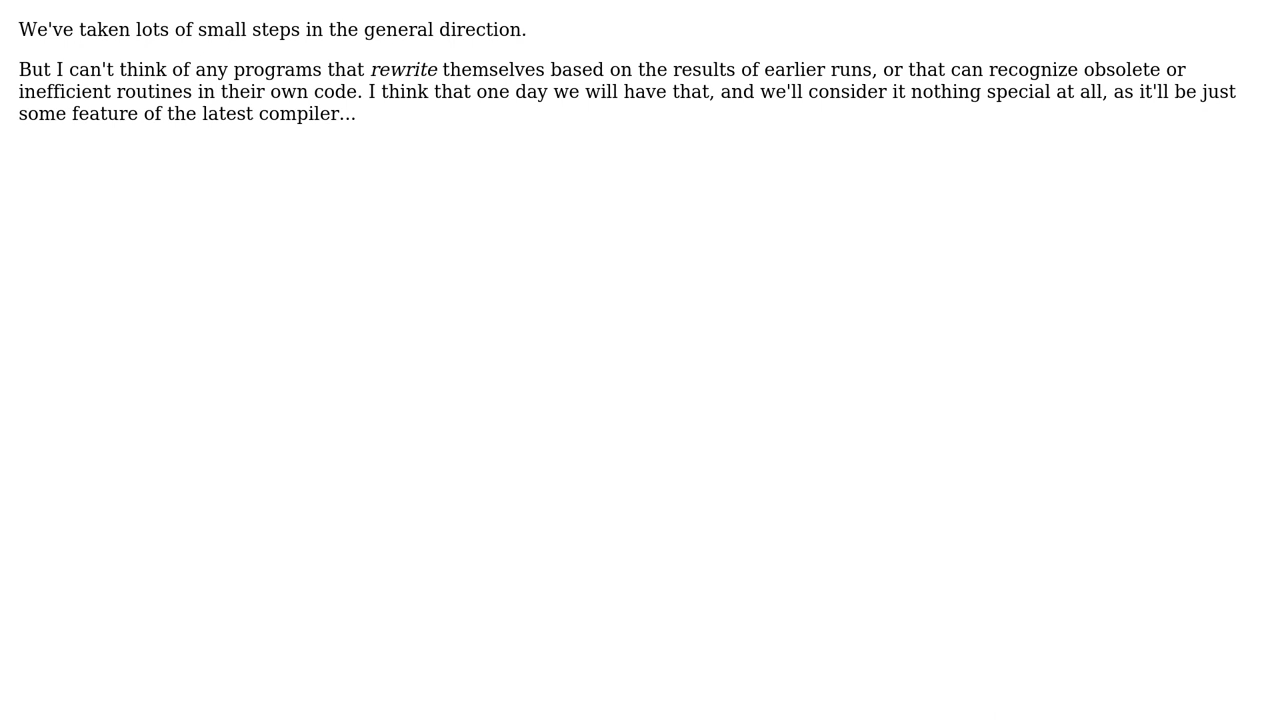 We've taken lots of small steps in the general direction.
But I can't think of any programs that rewrite themselves based on the results of earlier runs, or that can recognize obsolete or
inefficient routines in their own code. I think that one day we will have that, and we'll consider it nothing special at all, as it'll be just
some feature of the latest compiler...